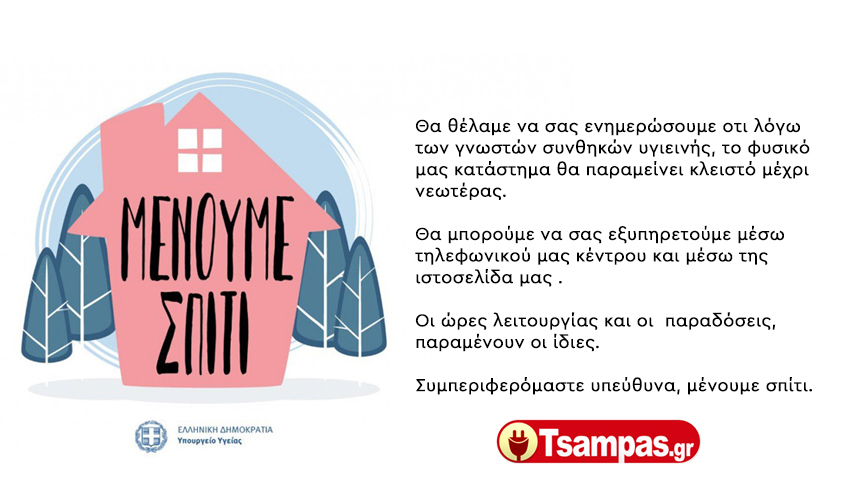 ΜΕΝΟΥΜΕ
ΣΠΙΤΙ
ΕΛΛΗΝΙΚΗ ΔΗΜΟΚΡΑΤΙΑ
Υπουργείο Υγείας
Θα θέλαμε να σας ενημερώσουμε οτι λόγω
των γνωστών συνθηκών υγιεινής, το φυσικό
μας κατάστημα θα παραμείνει κλειστό μέχρι
νεωτέρας.
Θα μπορούμε να σας εξυπηρετούμε μέσω
τηλεφωνικού μας κέντρου και μέσω της
ιστοσελίδα μας .
Οι ώρες λειτουργίας και οι  παραδόσεις,
παραμένουν οι ίδιες.
Συμπεριφερόμαστε υπεύθυνα, μένουμε σπίτι.
Tsampas.gr